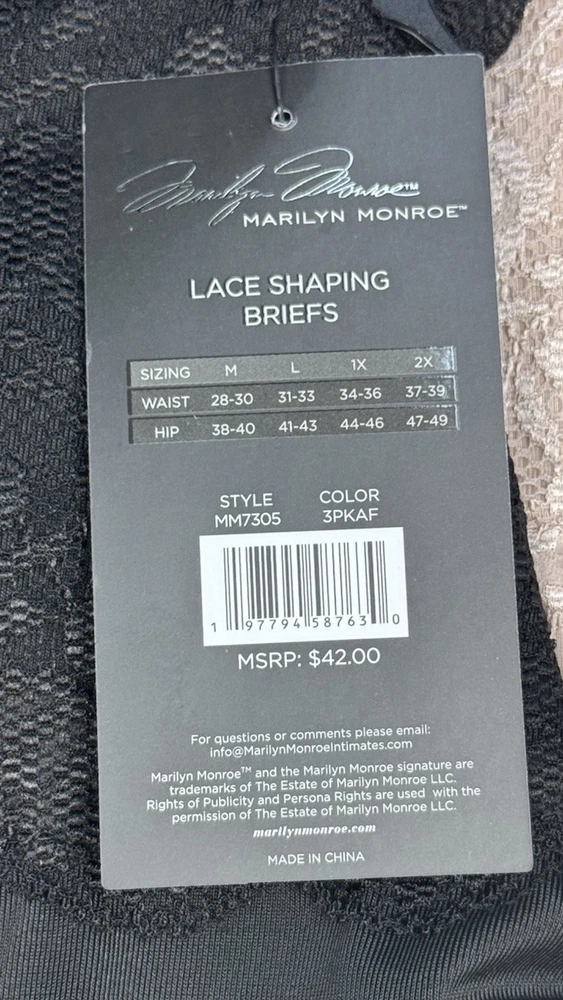 Marilyn Monroe™
MARILYN MONROE™
LACE SHAPING
BRIEFS
SIZING M L 1X 2X
WAIST 28-30 31-33 34-36 37-39
HIP 38-40 41-43 44-46 47-49
STYLE COLOR
MM7305 3PKAF
1 97794 58763 0
MSRP: $42.00
For questions or comments please email:
info@MarilynMonroeIntimates.com
Marilyn Monroe™ and the Marilyn Monroe signature are
trademarks of The Estate of Marilyn Monroe LLC.
Rights of Publicity and Persona Rights are used with the
permission of The Estate of Marilyn Monroe LLC.
marilynmonroe.com
MADE IN CHINA